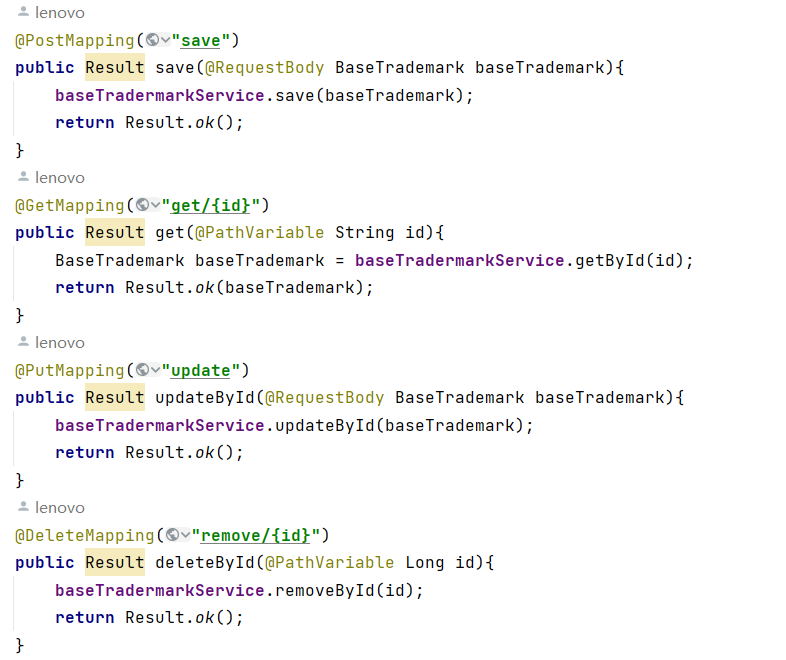 lenovo
@PostMapping("save")
public Result save(@RequestBody BaseTrademark baseTrademark){
    baseTradermarkService.save(baseTrademark);
    return Result.ok();
}
lenovo
@GetMapping("get/{id}")
public Result get(@PathVariable String id){
    BaseTrademark baseTrademark = baseTradermarkService.getById(id);
    return Result.ok(baseTrademark);
}
lenovo
@PutMapping("update")
public Result updateById(@RequestBody BaseTrademark baseTrademark){
    baseTradermarkService.updateById(baseTrademark);
    return Result.ok();
}
lenovo
@DeleteMapping("remove/{id}")
public Result deleteById(@PathVariable Long id){
    baseTradermarkService.removeById(id);
    return Result.ok();
}